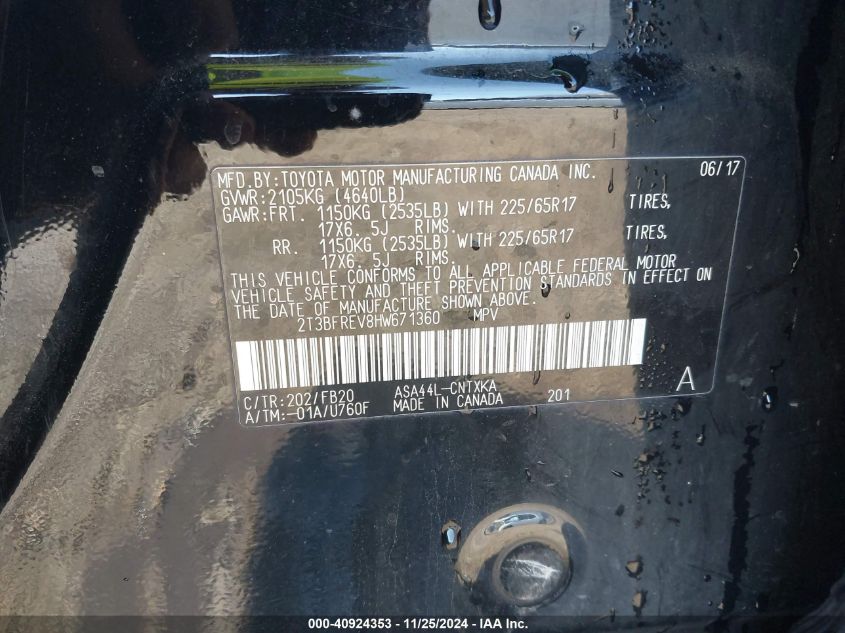 MFD.BY:TOYOTA MOTOR MANUFACTURING CANADA INC. 06/17
GVWR:2105KG (4640LB)
GAWR:FRT. 1150KG (2535LB) WITH 225/65R17 TIRES,
17X6. 5J RIMS.
RR. 1150KG (2535LB) WITH 225/65R17 TIRES,
17X6. 5J RIMS.
THIS VEHICLE CONFORMS TO ALL APPLICABLE FEDERAL MOTOR
VEHICLE SAFETY AND THEFT PREVENTION STANDARDS IN EFFECT ON
THE DATE OF MANUFACTURE SHOWN ABOVE.
2T3BFREV8HW671360 MPV
C/TR:202/FB20 ASA44L-CNTXKA A
A/TM:-01A/U760F MADE IN CANADA 201
000-40924353 - 11/25/2024 - IAA Inc.